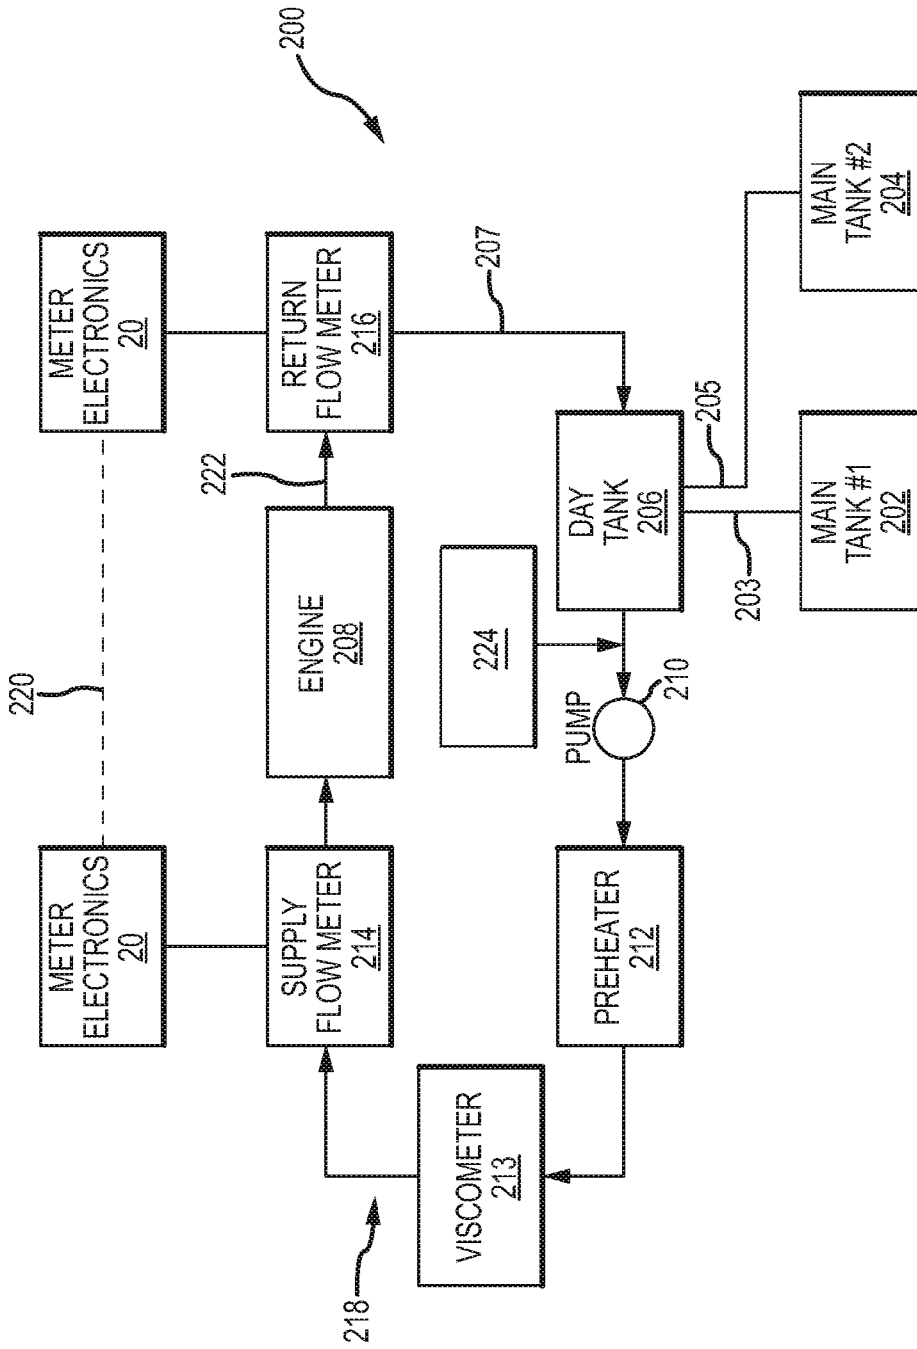 200
220
METER
ELECTRONICS
20
METER
ELECTRONICS
20
SUPPLY
FLOW METER
214
ENGINE
208
222
RETURN
FLOW METER
216
207
218
VISCOMETER
213
224
PREHEATER
212
PUMP
210
DAY
TANK
206
203
205
MAIN
TANK #1
202
MAIN
TANK #2
204